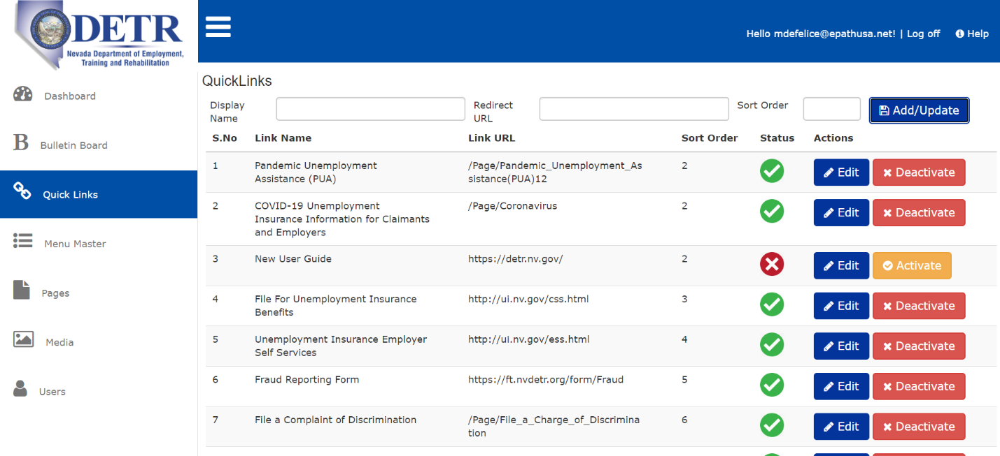 DETR
Nevada Department of Employment,
Training and Rehabilitation
Hello mdefelice@epathusa.net! | Log off Help
Dashboard
Bulletin Board
Quick Links
Menu Master
Pages
Media
Users
QuickLinks
Display
Name
Redirect
URL
Sort Order
Add/Update
S.No Link Name Link URL Sort Order Status Actions
1 Pandemic Unemployment /Page/Pandemic_Unemployment_As 2 Edit Deactivate
Assistance (PUA) sistance(PUA)12
2 COVID-19 Unemployment /Page/Coronavirus 2 Edit Deactivate
Insurance Information for Claimants
and Employers
3 New User Guide https://detr.nv.gov/ 2 Edit Activate
4 File For Unemployment Insurance http://ui.nv.gov/css.html 3 Edit Deactivate
Benefits
5 Unemployment Insurance Employer http://ui.nv.gov/ess.html 4 Edit Deactivate
Self Services
6 Fraud Reporting Form https://ft.nvdetr.org/form/Fraud 5 Edit Deactivate
7 File a Complaint of Discrimination /Page/File_a_Charge_of_Discrimina 6 Edit Deactivate
tion